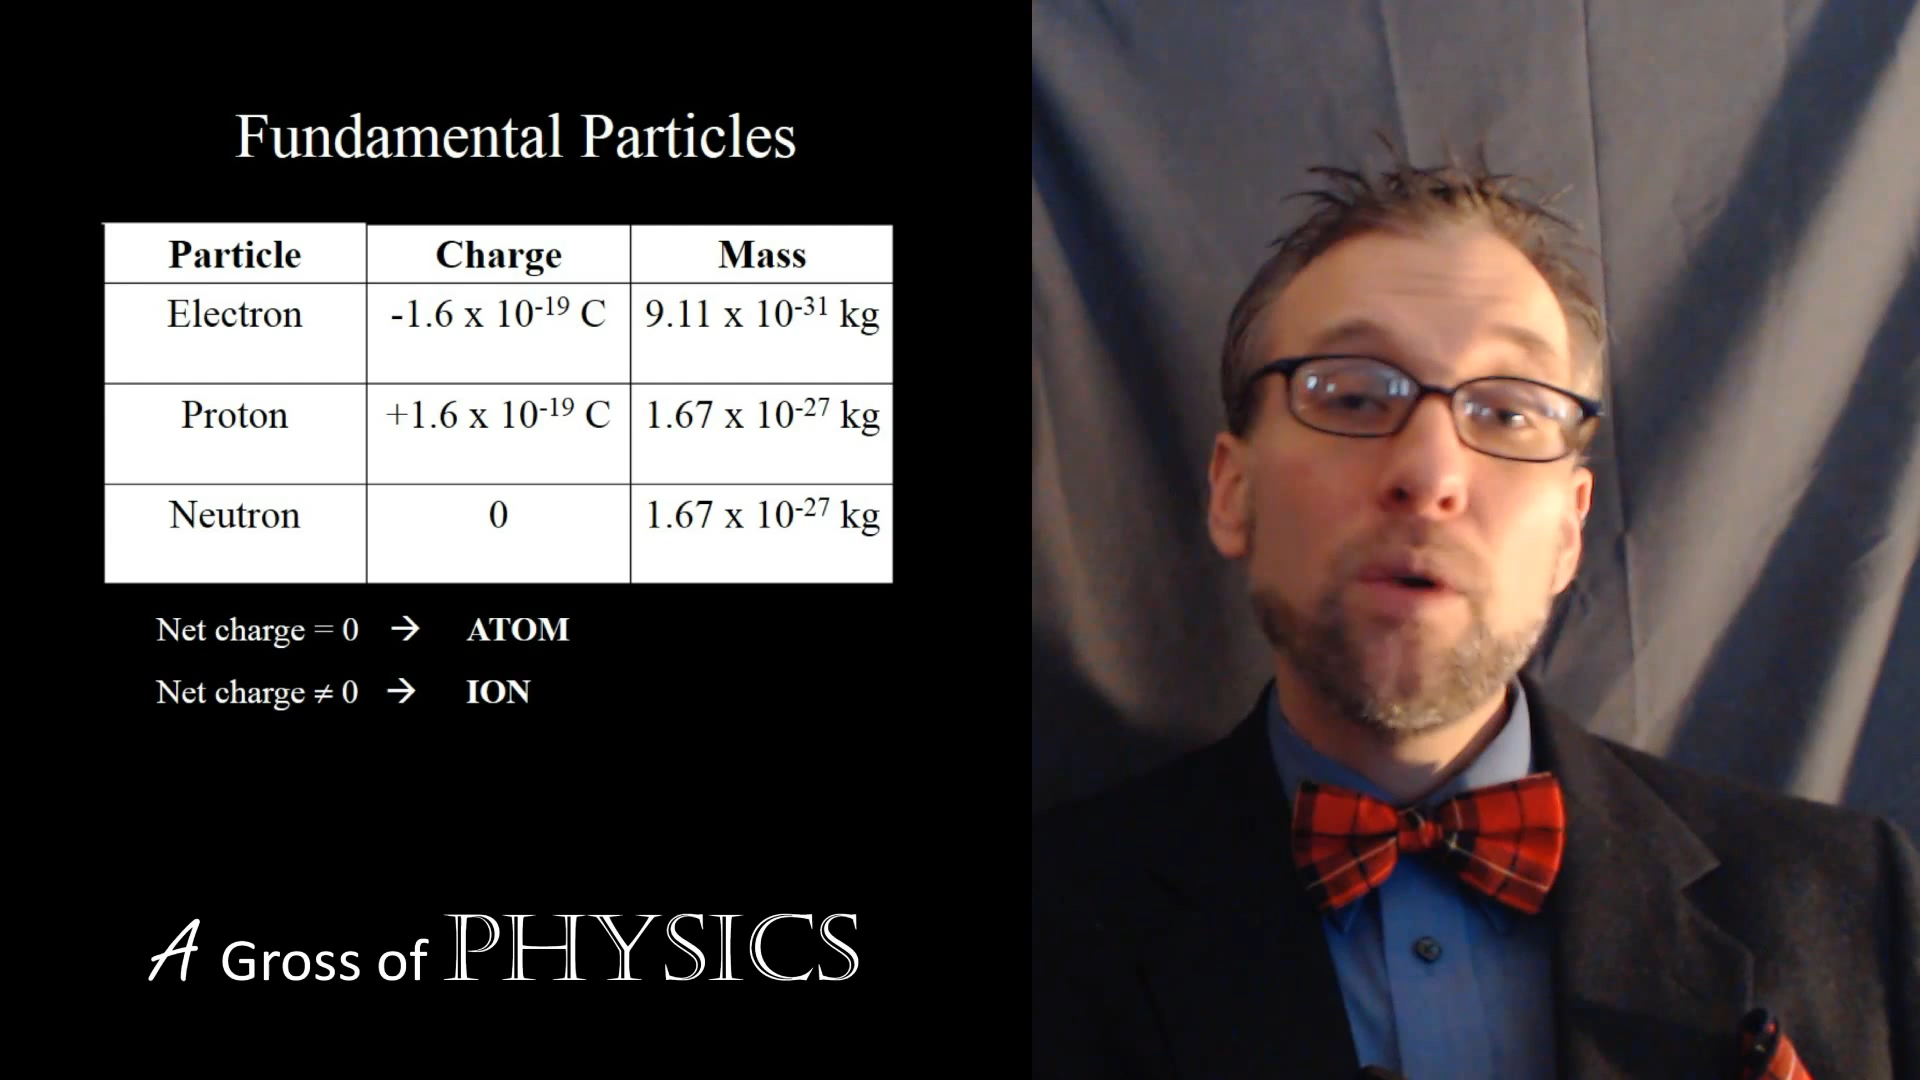 Fundamental Particles
Particle Charge Mass
Electron -1.6 x 10⁻¹⁹ C 9.11 x 10⁻³¹ kg
Proton +1.6 x 10⁻¹⁹ C 1.67 x 10⁻²⁷ kg
Neutron 0 1.67 x 10⁻²⁷ kg
Net charge = 0 → ATOM
Net charge ≠ 0 → ION
A Gross of PHYSICS